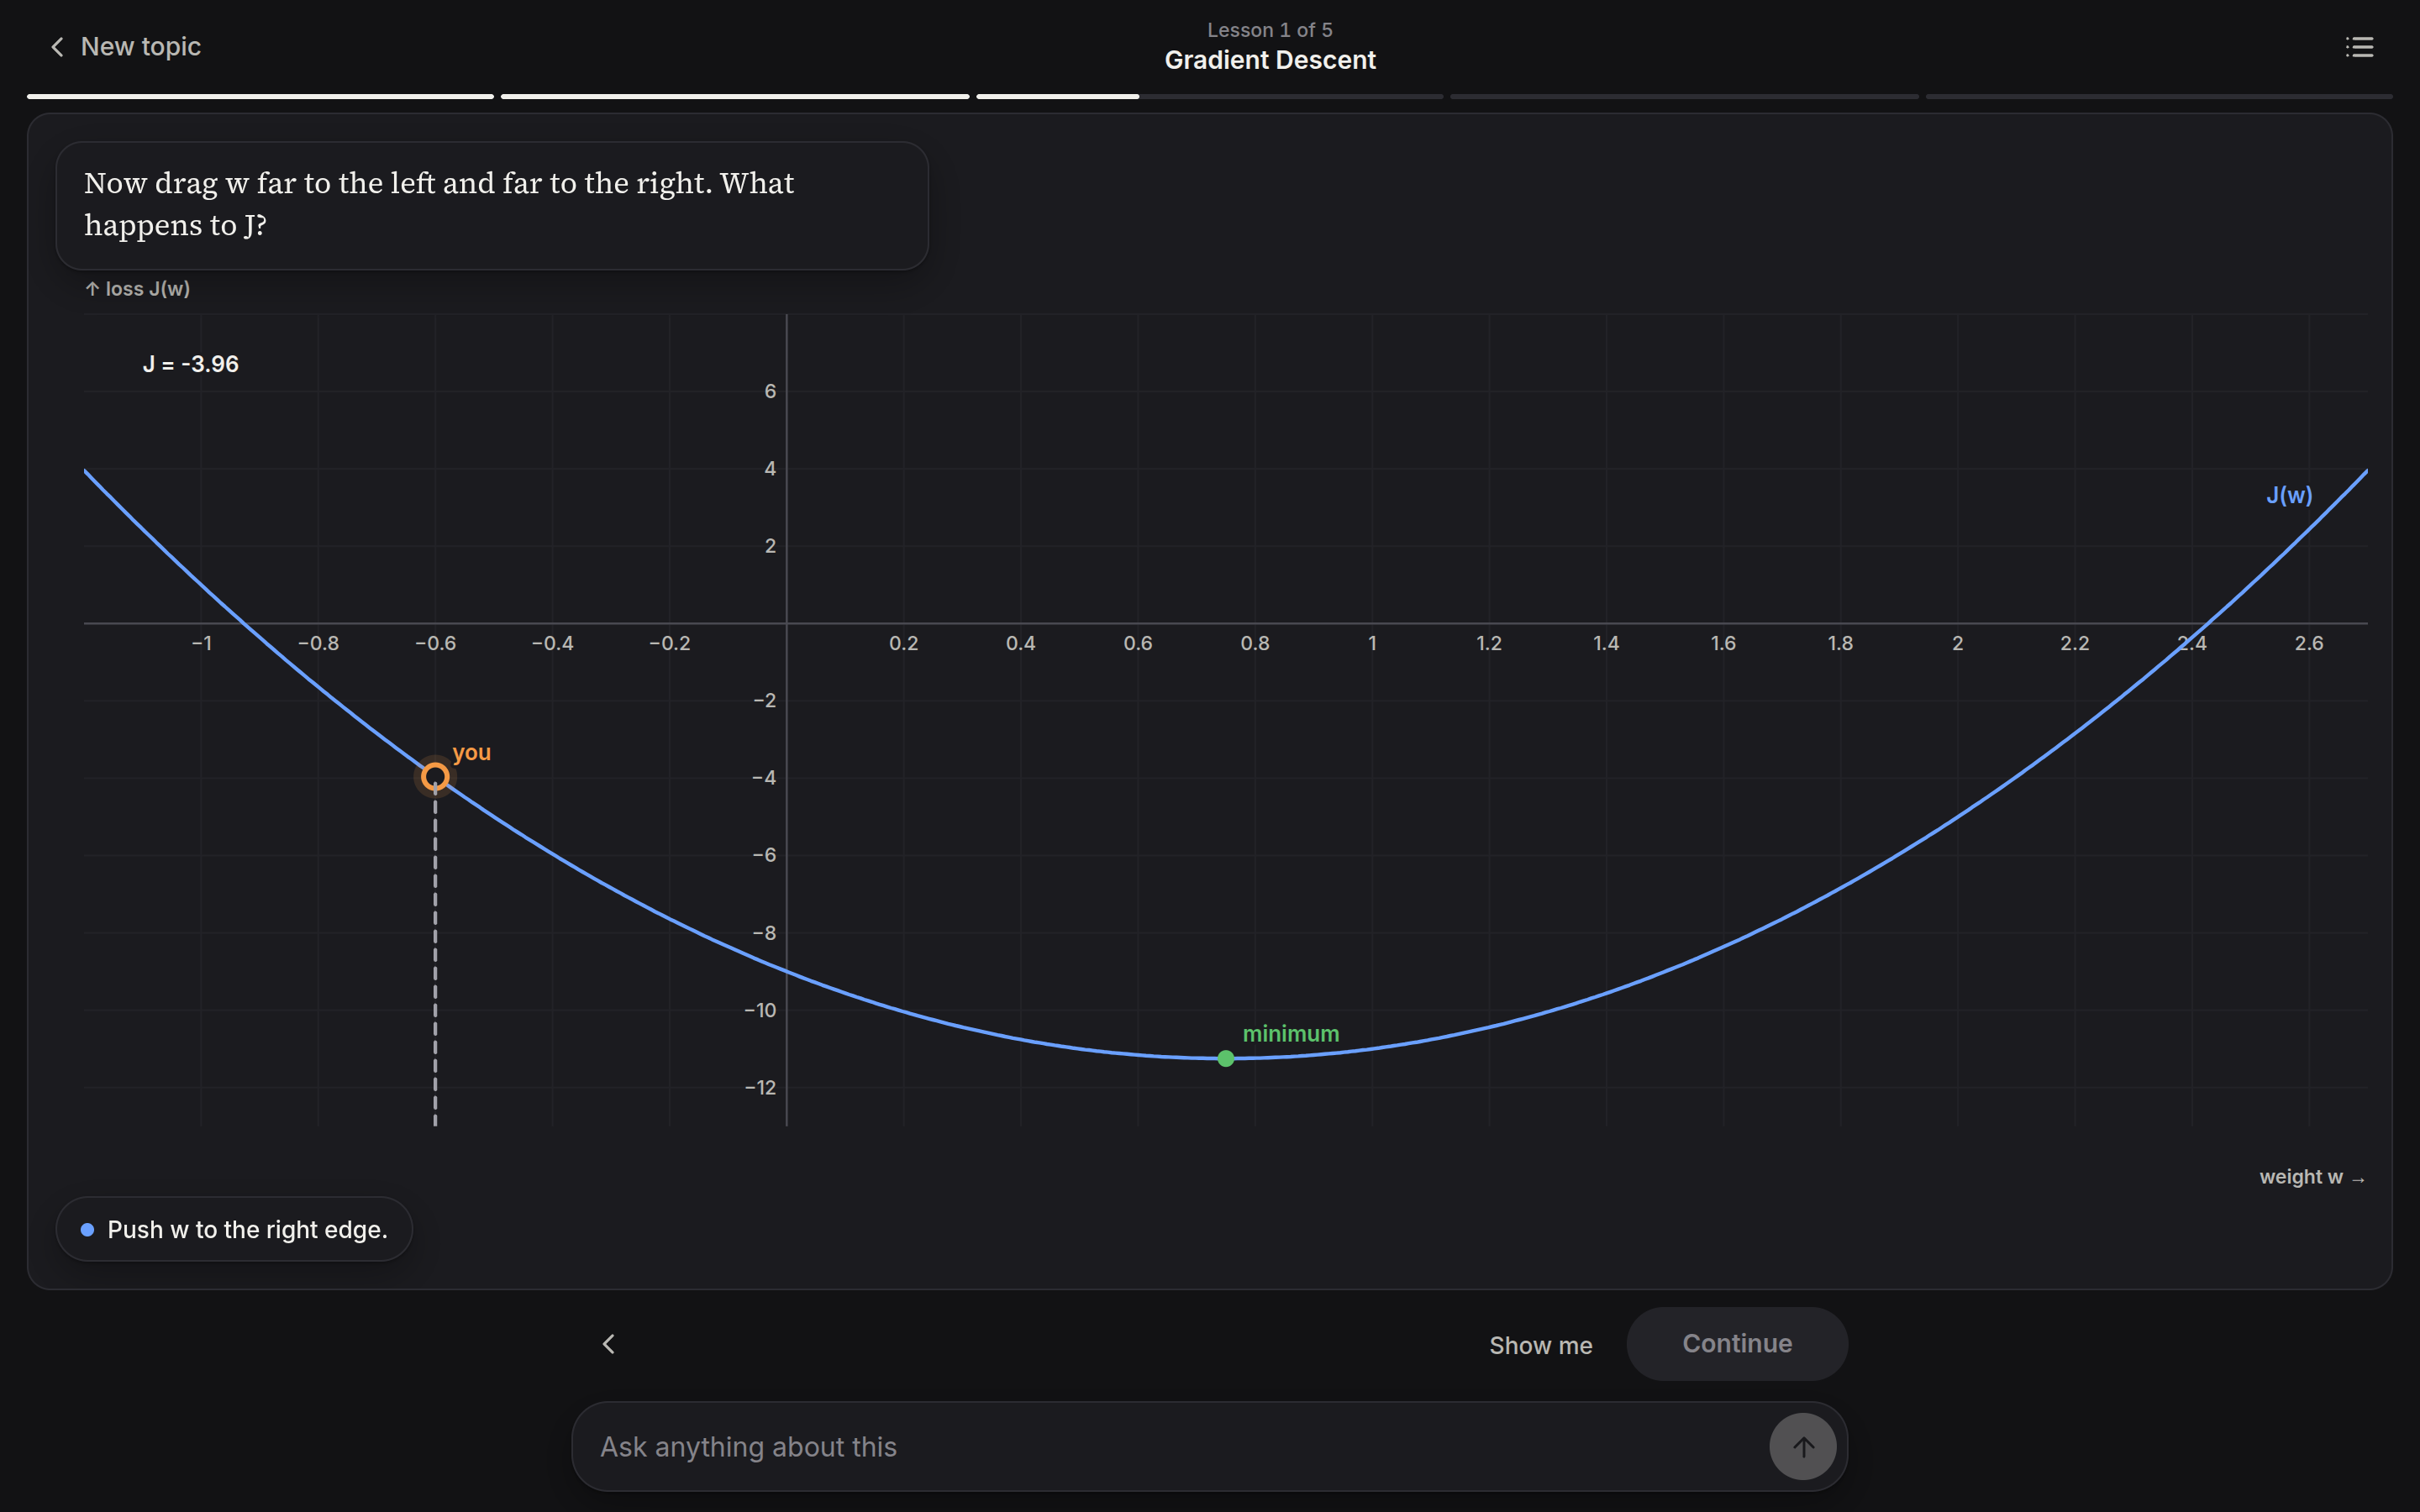 New topic
Lesson 1 of 5
Gradient Descent
Now drag w far to the left and far to the right. What
happens to J?
↑ loss J(w)
J = -3.96
6
4
J(w)
2
−1 −0.8 −0.6 −0.4 −0.2 0.2 0.4 0.6 0.8 1 1.2 1.4 1.6 1.8 2 2.2 2.4 2.6
−2
you
−4
−6
−8
−10
minimum
−12
weight w →
Push w to the right edge.
Show me
Continue
Ask anything about this